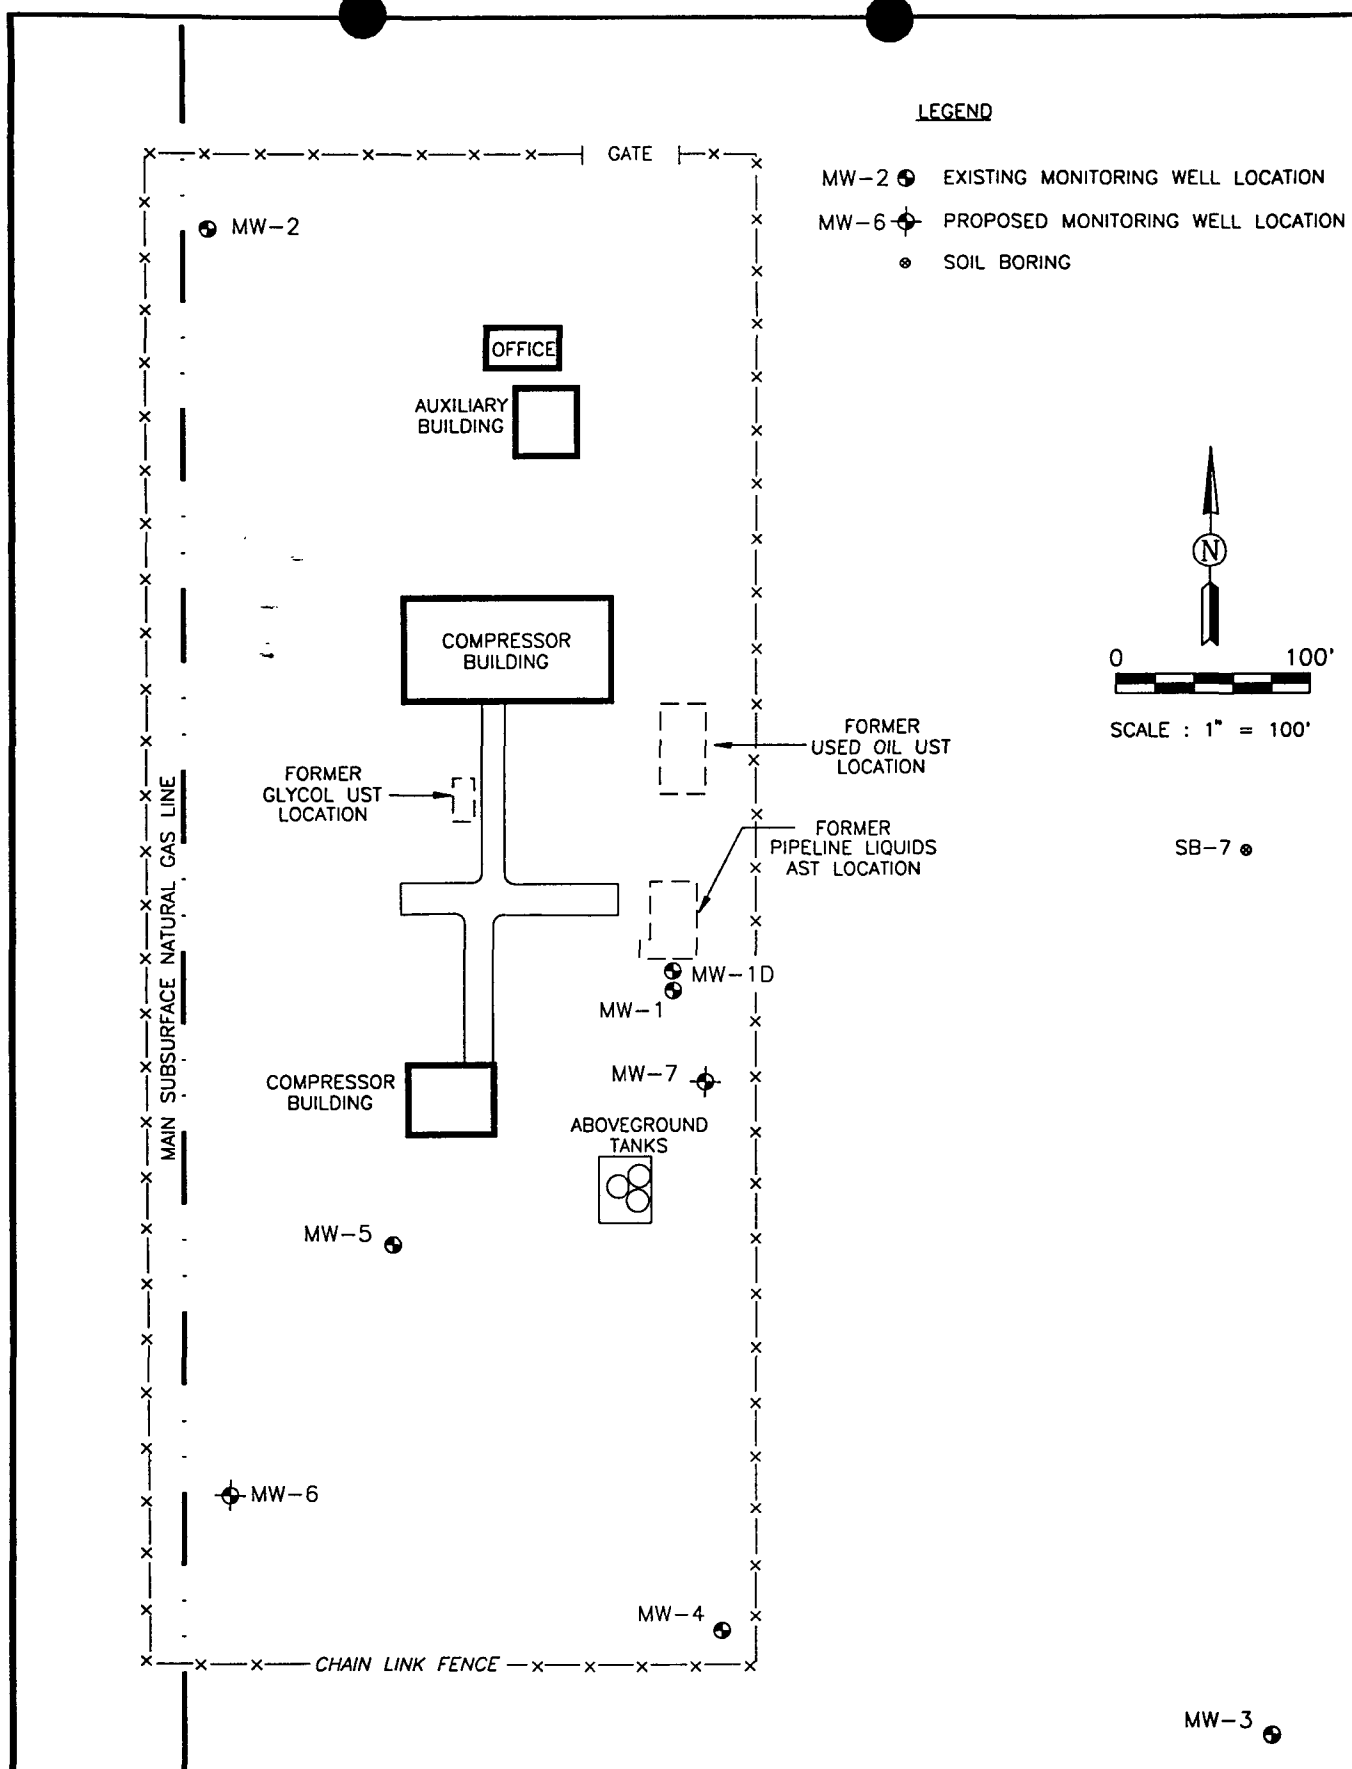 LEGEND
GATE
MW-2 EXISTING MONITORING WELL LOCATION
MW-6 PROPOSED MONITORING WELL LOCATION
SOIL BORING
MW-2
OFFICE
AUXILIARY
BUILDING
N
COMPRESSOR
BUILDING
0 100'
SCALE : 1" = 100'
FORMER
USED OIL UST
LOCATION
FORMER
GLYCOL UST
LOCATION
FORMER
PIPELINE LIQUIDS
AST LOCATION
SB-7
MAIN SUBSURFACE NATURAL GAS LINE
MW-1D
MW-1
MW-7
COMPRESSOR
BUILDING
ABOVEGROUND
TANKS
MW-5
MW-6
MW-4
CHAIN LINK FENCE
MW-3